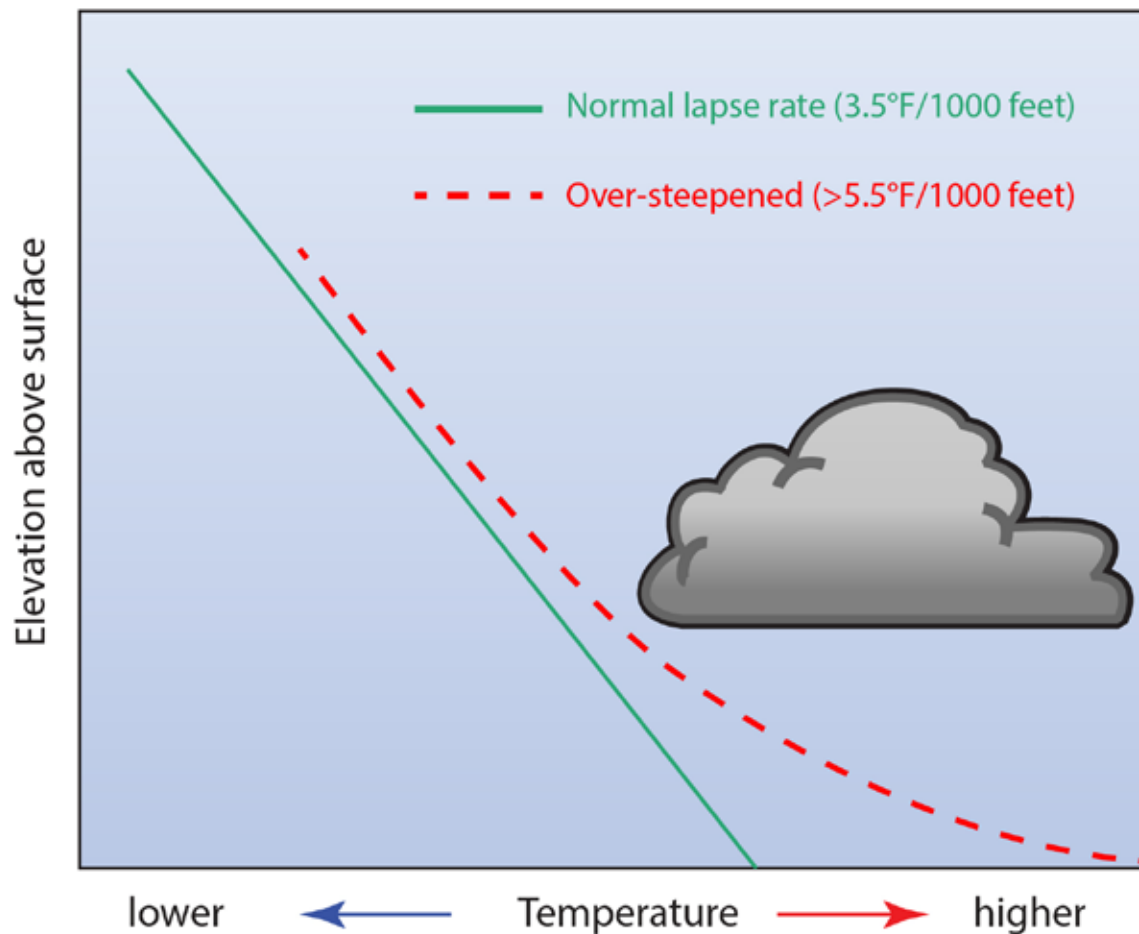 Normal lapse rate (3.5°F/1000 feet)
Over-steepened (>5.5°F/1000 feet)
Elevation above surface
lower
Temperature
higher